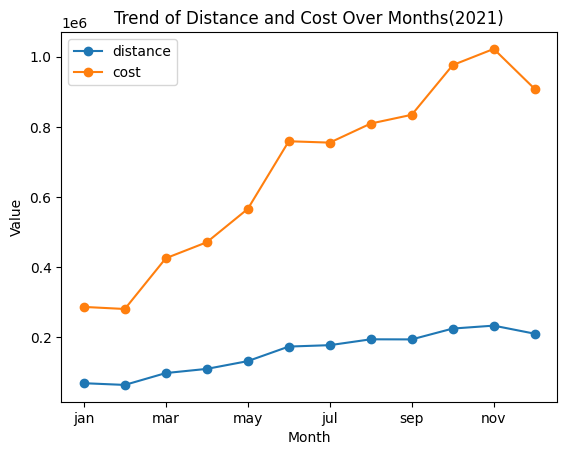 Trend of Distance and Cost Over Months(2021)
1e6
distance
cost
1.0
0.8
0.6
0.4
0.2
Value
jan mar may jul sep nov
Month